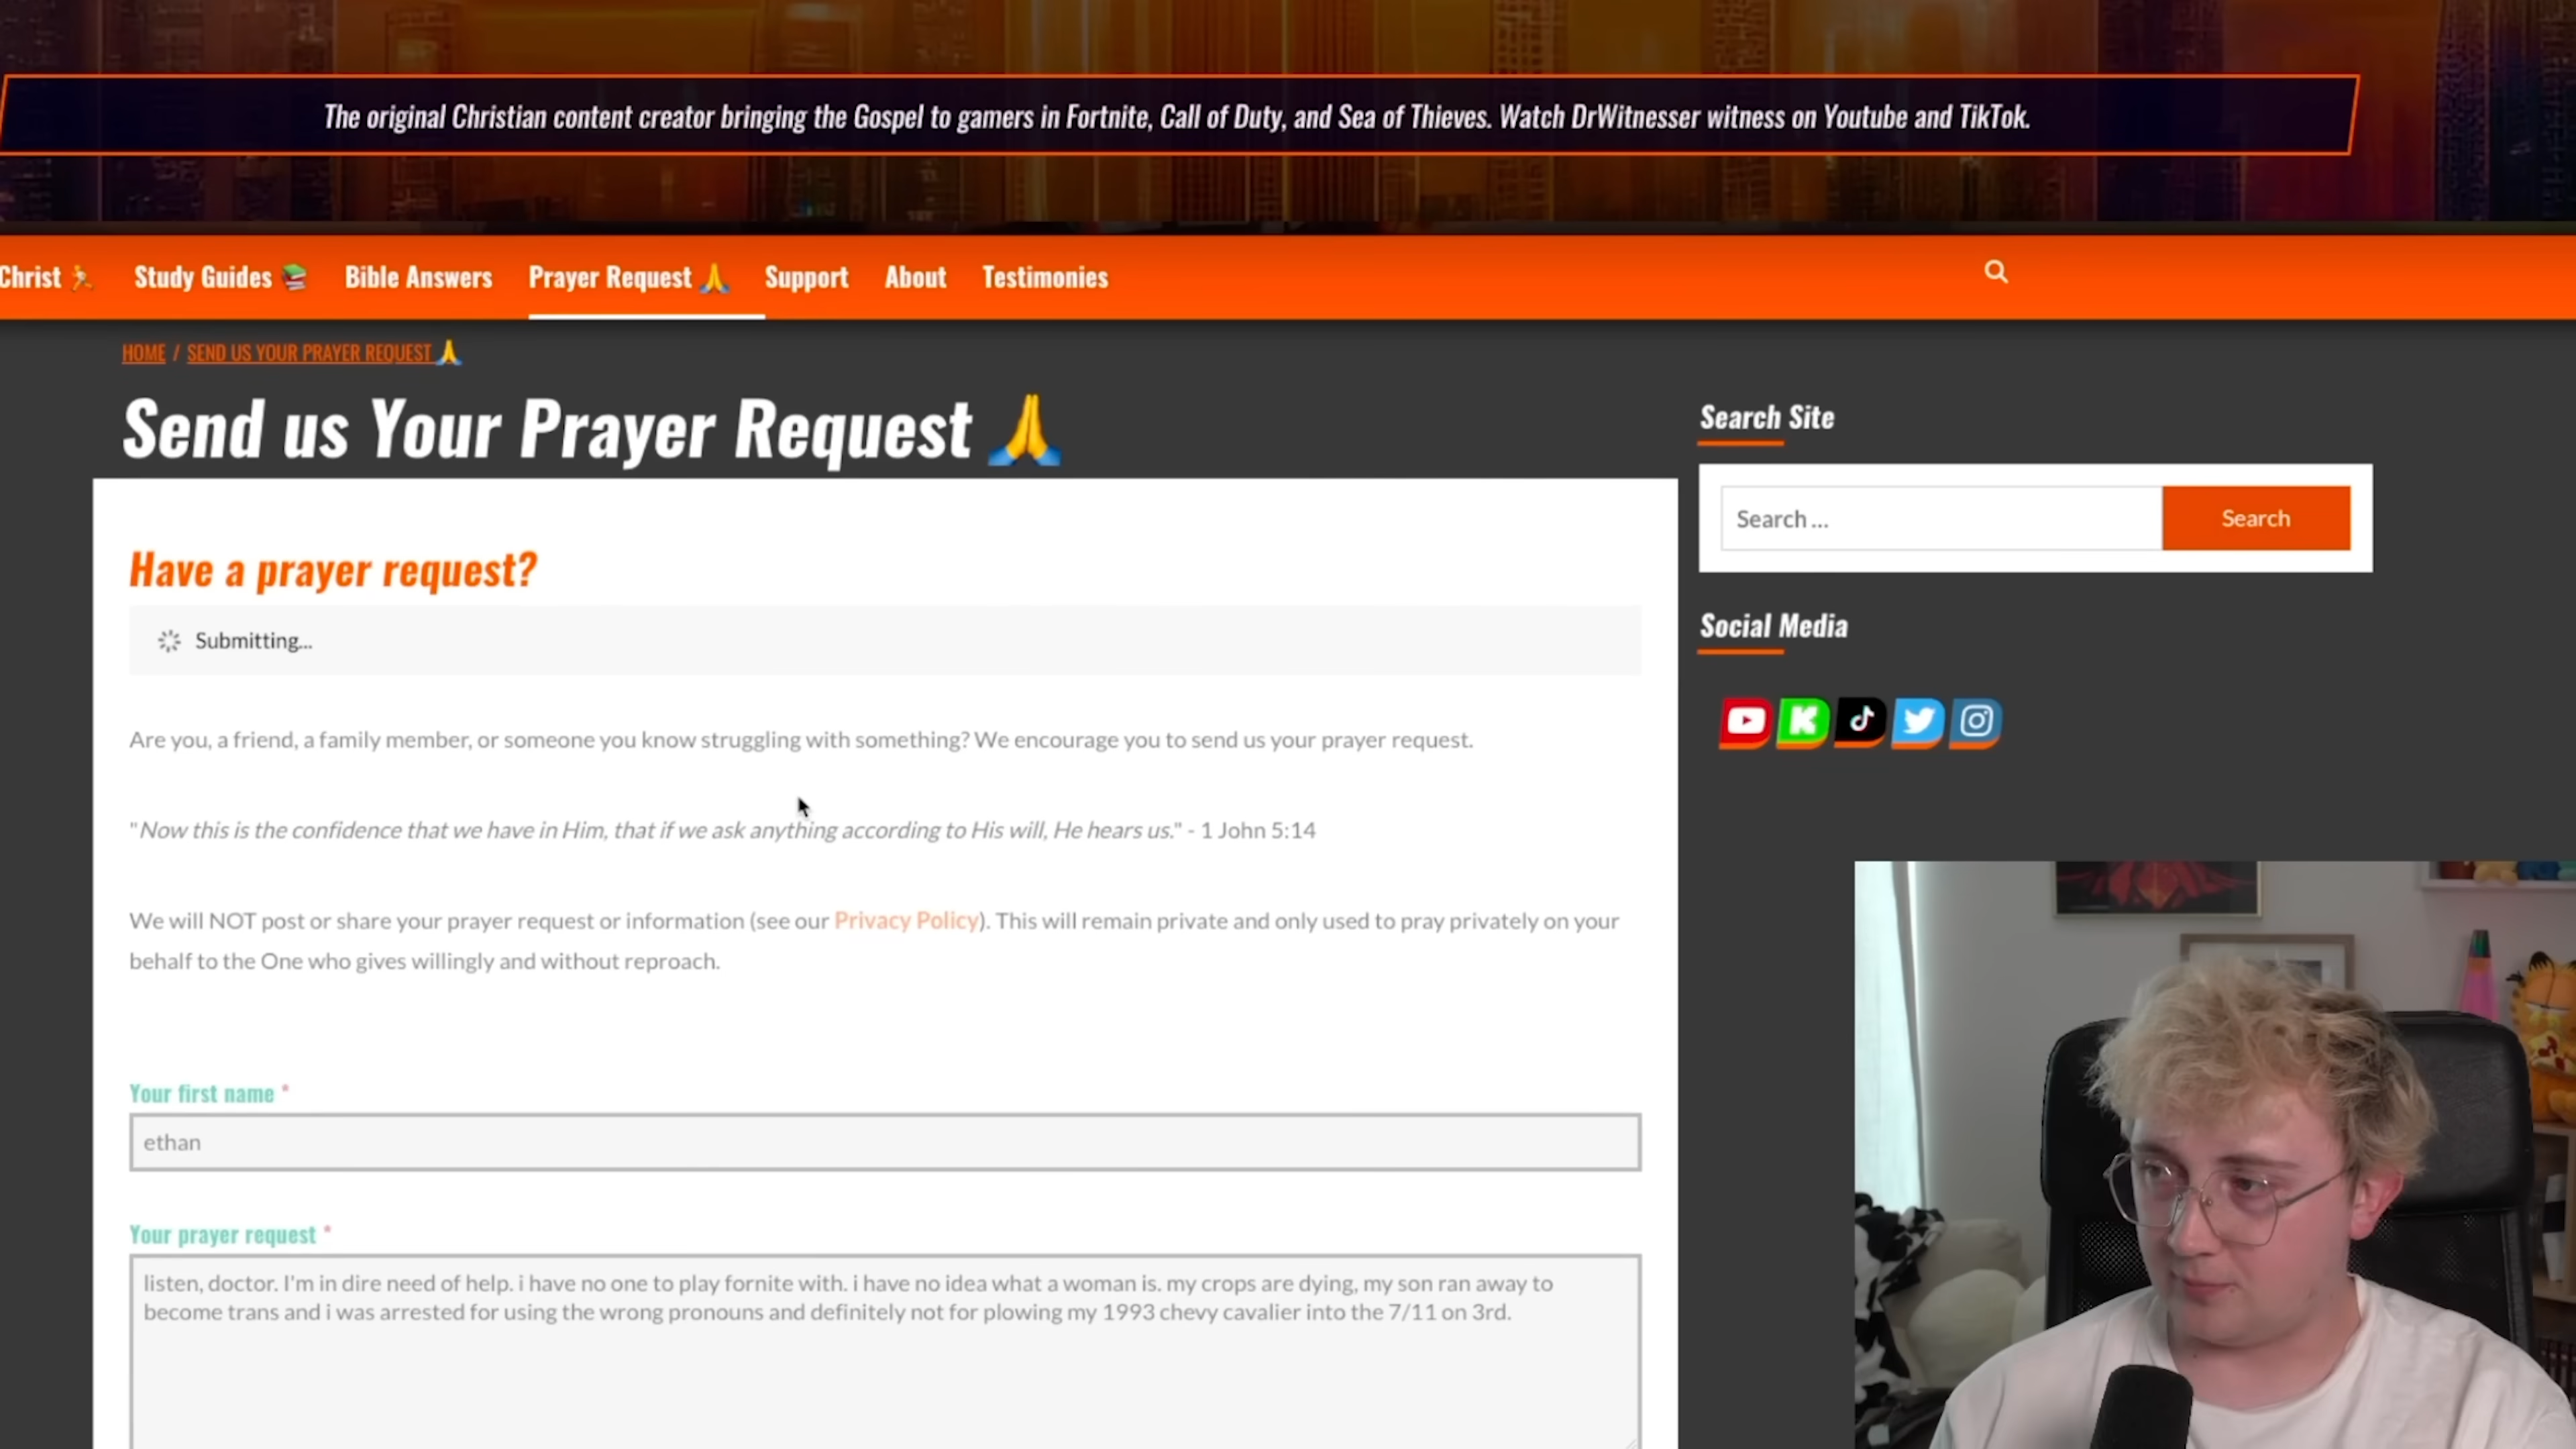 The original Christian content creator bringing the Gospel to gamers in Fortnite, Call of Duty, and Sea of Thieves. Watch DrWitnesser witness on Youtube and TikTok.
Christ 🏃 Study Guides 📚 Bible Answers Prayer Request 🙏 Support About Testimonies
HOME / SEND US YOUR PRAYER REQUEST 🙏
Send us Your Prayer Request 🙏
Have a prayer request?
Submitting...
Are you, a friend, a family member, or someone you know struggling with something? We encourage you to send us your prayer request.
"Now this is the confidence that we have in Him, that if we ask anything according to His will, He hears us." - 1 John 5:14
We will NOT post or share your prayer request or information (see our Privacy Policy). This will remain private and only used to pray privately on your
behalf to the One who gives willingly and without reproach.
Your first name *
ethan
Your prayer request *
listen, doctor. I'm in dire need of help. i have no one to play fornite with. i have no idea what a woman is. my crops are dying, my son ran away to
become trans and i was arrested for using the wrong pronouns and definitely not for plowing my 1993 chevy cavalier into the 7/11 on 3rd.
Search Site
Search ...
Search
Social Media